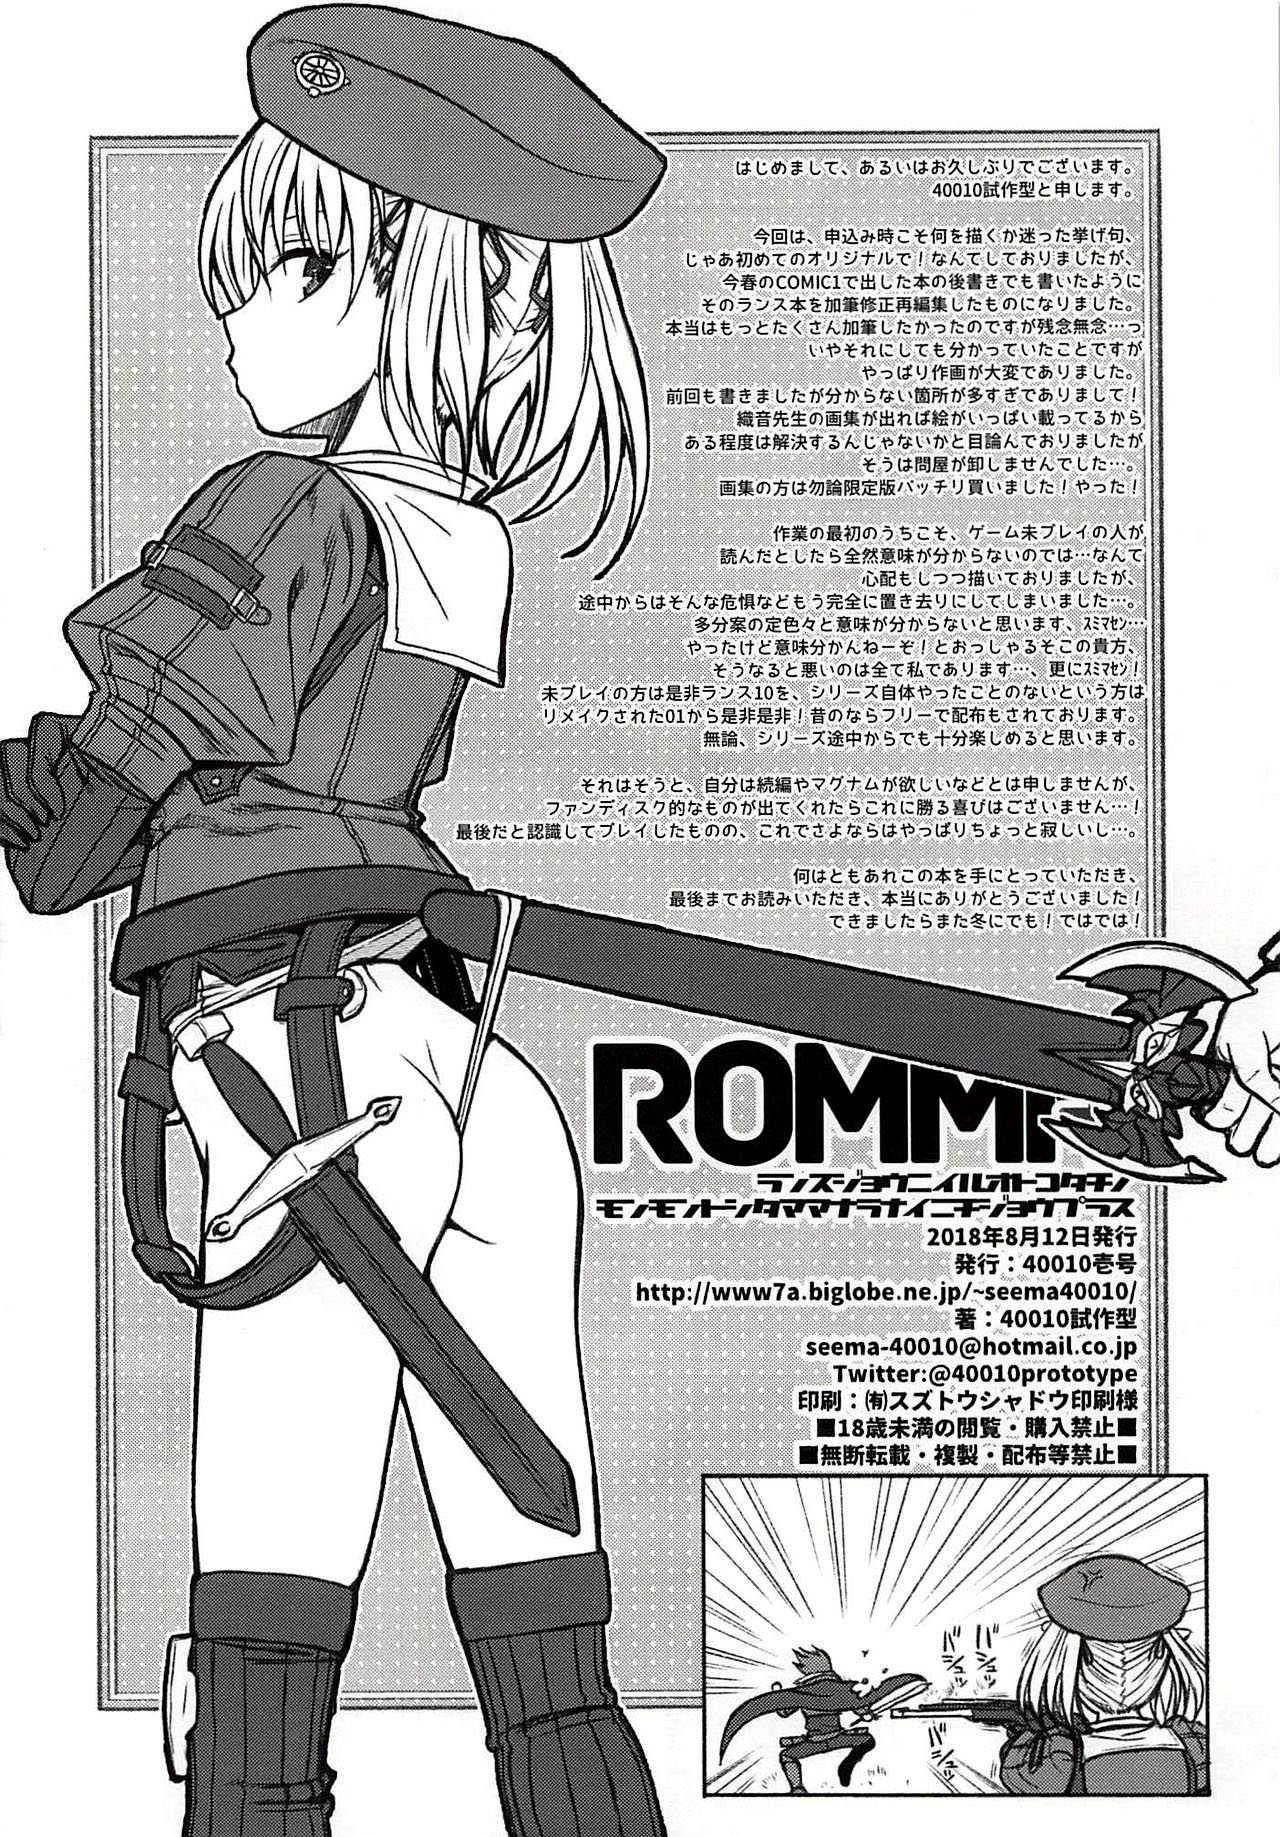 はじめまして、あるいはお久しぶりでございます。
40010試作型と申します。
今回は、申込み時こそ何を描くか迷った挙げ句、
じゃあ初めてのオリジナルで！なんてしておりましたが、
今春のCOMIC1で出した本の後書きでも書いたように
そのランス本を加筆修正再編集したものになりました。
本当はもっとたくさん加筆したかったのですが残念無念…っ
いやそれにしても分かっていたことですが
やっぱり作画が大変でありました。
前回も書きましたが分からない箇所が多すぎでありまして！
織音先生の画集が出れば絵がいっぱい載ってるから
ある程度は解決するんじゃないかと目論んでおりましたが
そうは問屋が卸しませんでした…。
画集の方は勿論限定版バッチリ買いました！やった！
作業の最初のうちこそ、ゲーム未プレイの人が
読んだとしたら全然意味が分からないのでは…なんて
心配もしつつ描いておりましたが、
途中からはそんな危惧などもう完全に置き去りにしてしまいました…。
多分案の定色々と意味が分からないと思います、ｽﾐﾏｾﾝ…
やったけど意味分かんねーぞ！とおっしゃるそこの貴方、
そうなると悪いのは全て私であります…、更にｽﾐﾏｾﾝ！
未プレイの方は是非ランス10を、シリーズ自体やったことのないという方は
リメイクされた01から是非是非！昔のならフリーで配布もされております。
無論、シリーズ途中からでも十分楽しめると思います。
それはそうと、自分は続編やマグナムが欲しいなどとは申しませんが、
ファンディスク的なものが出てくれたらこれに勝る喜びはございません…！
最後だと認識してプレイしたものの、これでさよならはやっぱりちょっと寂しいし…。
何はともあれこの本を手にとっていただき、
最後までお読みいただき、本当にありがとうございました！
できましたらまた冬にでも！ではでは！
ROMM
ランスジョウニイルオトコタチノ
モンモントシタママナラナイニチジョウプラス
2018年8月12日発行
発行：40010壱号
http://www7a.biglobe.ne.jp/~seema40010/
著：40010試作型
seema-40010@hotmail.co.jp
Twitter:@40010prototype
印刷：㈲スズトウシャドウ印刷様
■18歳未満の閲覧・購入禁止■
■無断転載・複製・配布等禁止■
バシュッ
バシュッ